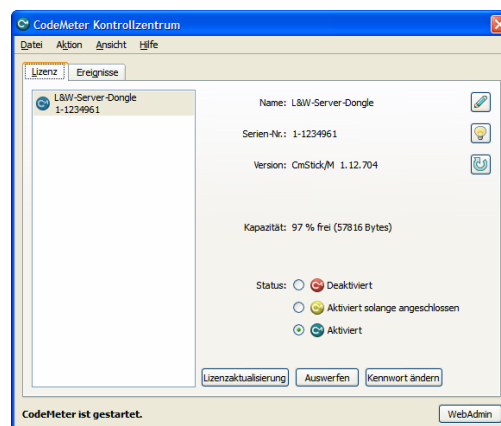 CodeMeter Kontrollzentrum
Datei Aktion Ansicht Hilfe
Lizenz Ereignisse
L&W-Server-Dongle
1-1234961
Name: L&W-Server-Dongle
Serien-Nr.: 1-1234961
Version: CmStick/M 1.12.704
Kapazität: 97 % frei (57816 Bytes)
Status: Deaktiviert
Aktiviert solange angeschlossen
Aktiviert
Lizenzaktualisierung Auswerfen Kennwort ändern
CodeMeter ist gestartet. WebAdmin